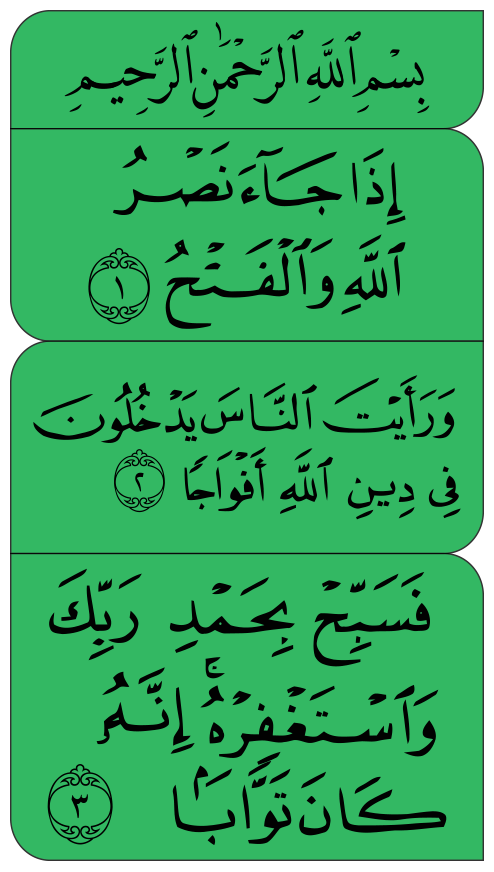 بِسْمِ ٱللَّهِ ٱلرَّحْمَٰنِ ٱلرَّحِيمِ
إِذَا جَآءَ نَصْرُ
ٱللَّهِ وَٱلْفَتْحُ ١
وَرَأَيْتَ ٱلنَّاسَ يَدْخُلُونَ
فِي دِينِ ٱللَّهِ أَفْوَاجًا ٢
فَسَبِّحْ بِحَمْدِ رَبِّكَ
وَٱسْتَغْفِرْهُ ۚ إِنَّهُ
كَانَ تَوَّابًۢا ٣